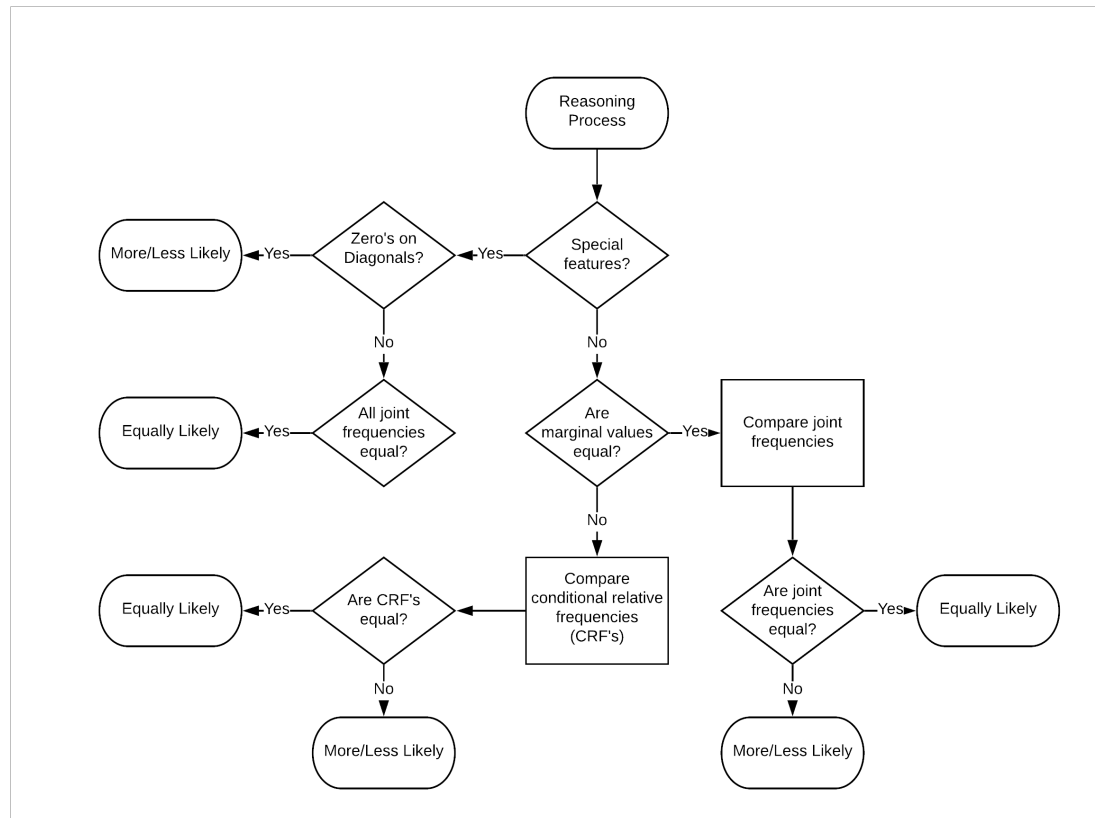 Reasoning
Process
Zero's on
Diagonals?
Special
features?
More/Less Likely
Yes
Yes
No
No
Equally Likely
Yes
All joint
frequencies
equal?
Are
marginal values
equal?
Yes
Compare joint
frequencies
No
Equally Likely
Yes
Are CRF's
equal?
Compare
conditional relative
frequencies
(CRF's)
Are joint
frequencies
equal?
Yes
Equally Likely
No
No
More/Less Likely
More/Less Likely